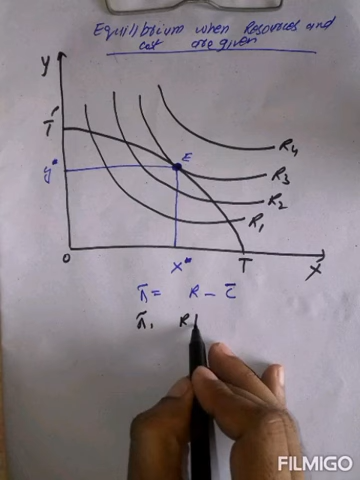 Equilibrium when Resources and
cost are given
Y
T'
y*
E
R4
R3
R2
R1
O
X*
T
X
π̄ = R - C̄
π̄, R
FILMIGO